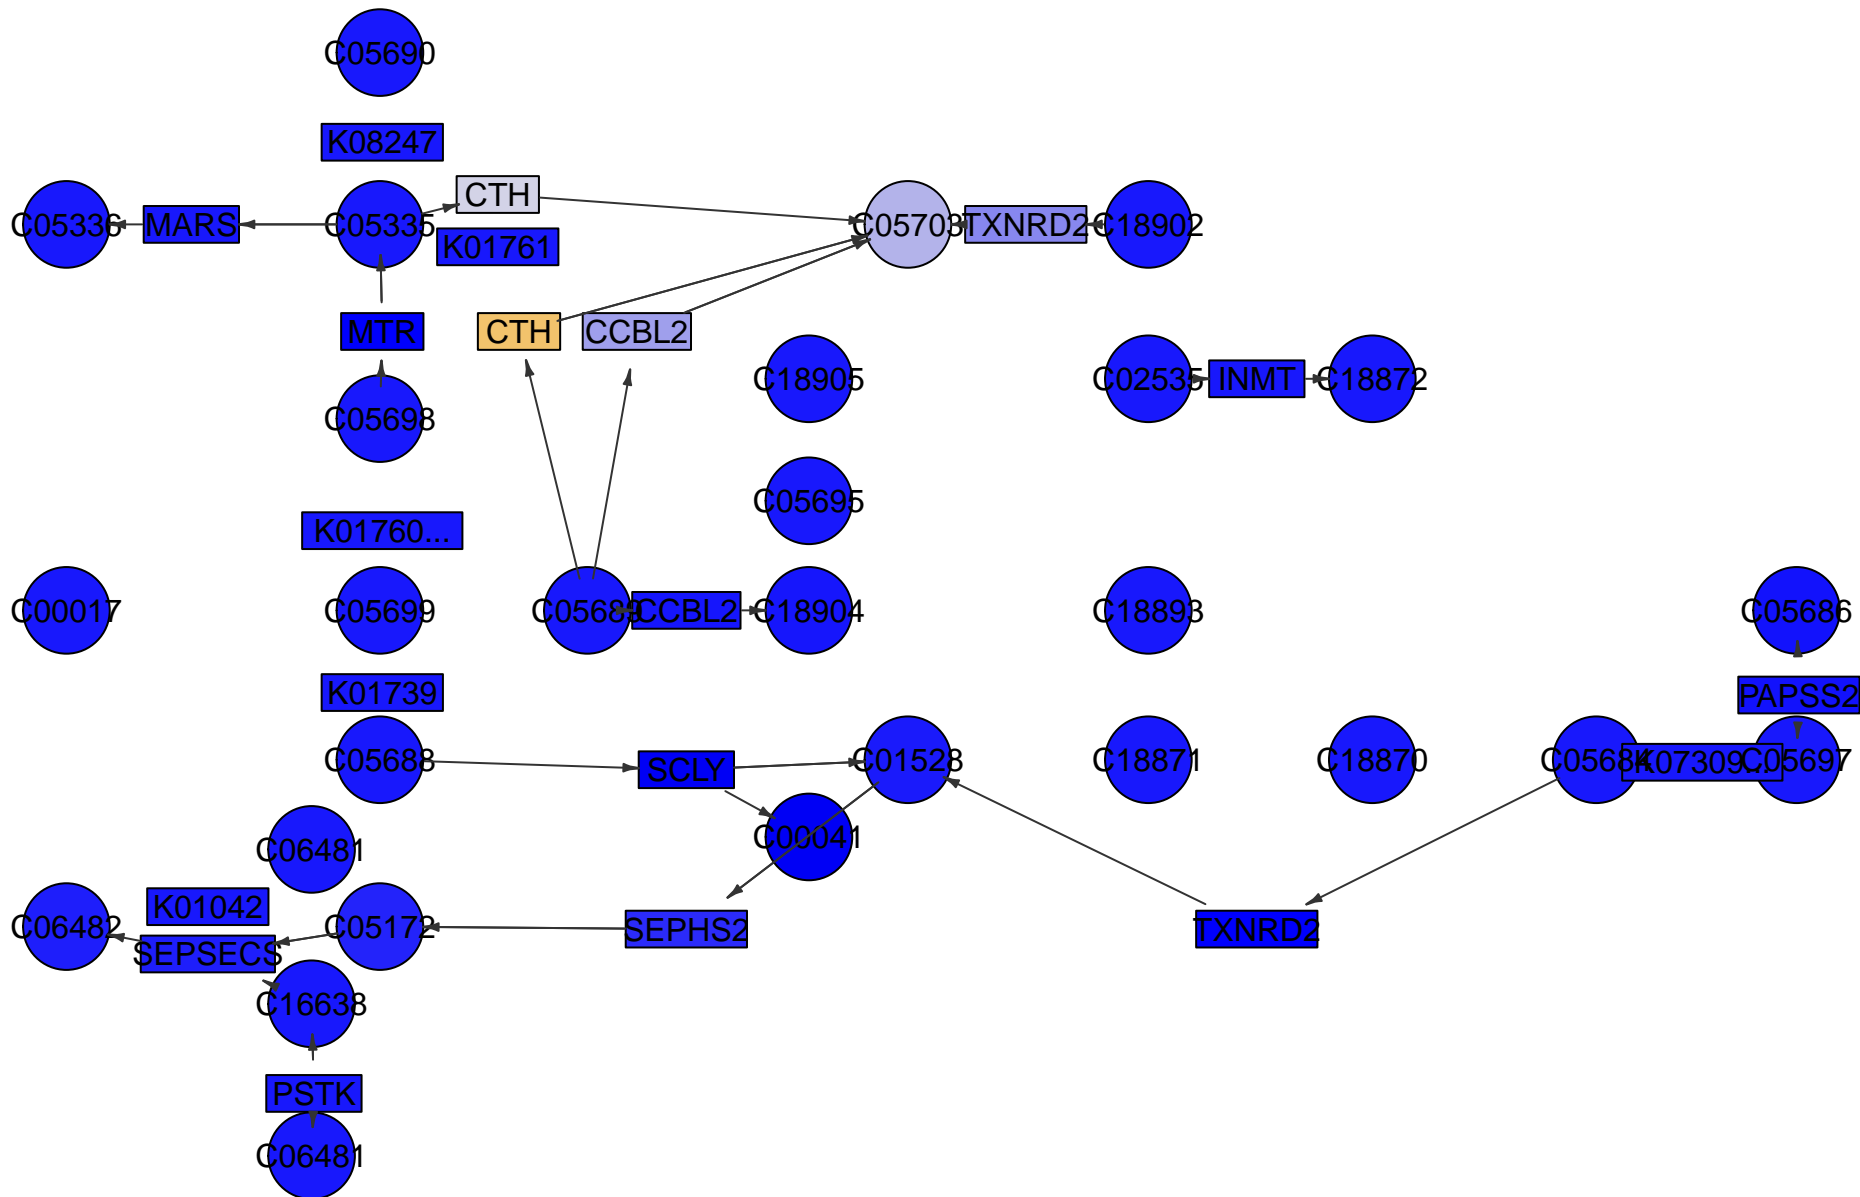 C05690
K08247
CTH
C05336
MARS
C05335
C05703
TXNRD2
C18902
K01761
MTR
CTH
CCBL2
C18905
C02535
INMT
C18872
C05698
C05695
K01760...
C00017
C05699
C05689
CCBL2
C18904
C18893
C05686
K01739
PAPSS2
C05688
SCLY
C01528
C18871
C18870
C05684
K07309...
C05697
C00041
C06481
K01042
C06482
SEPSECS
C05172
SEPHS2
TXNRD2
C16638
PSTK
C06481